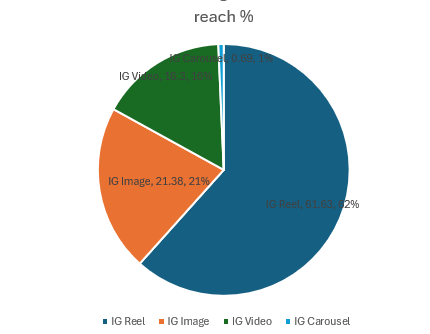 reach %
IG Carousel, 0.69, 1%
IG Video, 16.3, 16%
IG Image, 21.38, 21%
IG Reel, 61.63, 62%
IG Reel IG Image IG Video IG Carousel